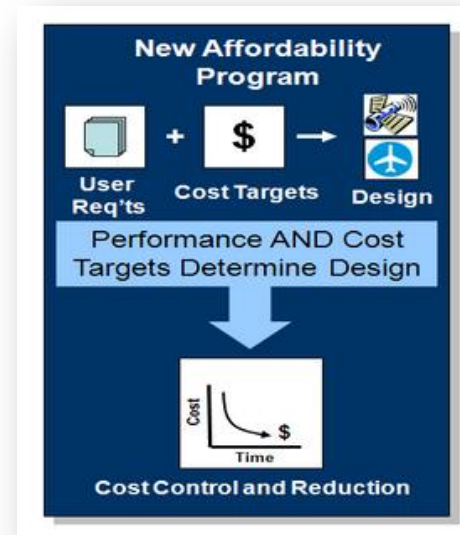 New Affordability
Program
+ $ →
User
Req'ts
Cost Targets
Design
Performance AND Cost
Targets Determine Design
Cost
$
Time
Cost Control and Reduction